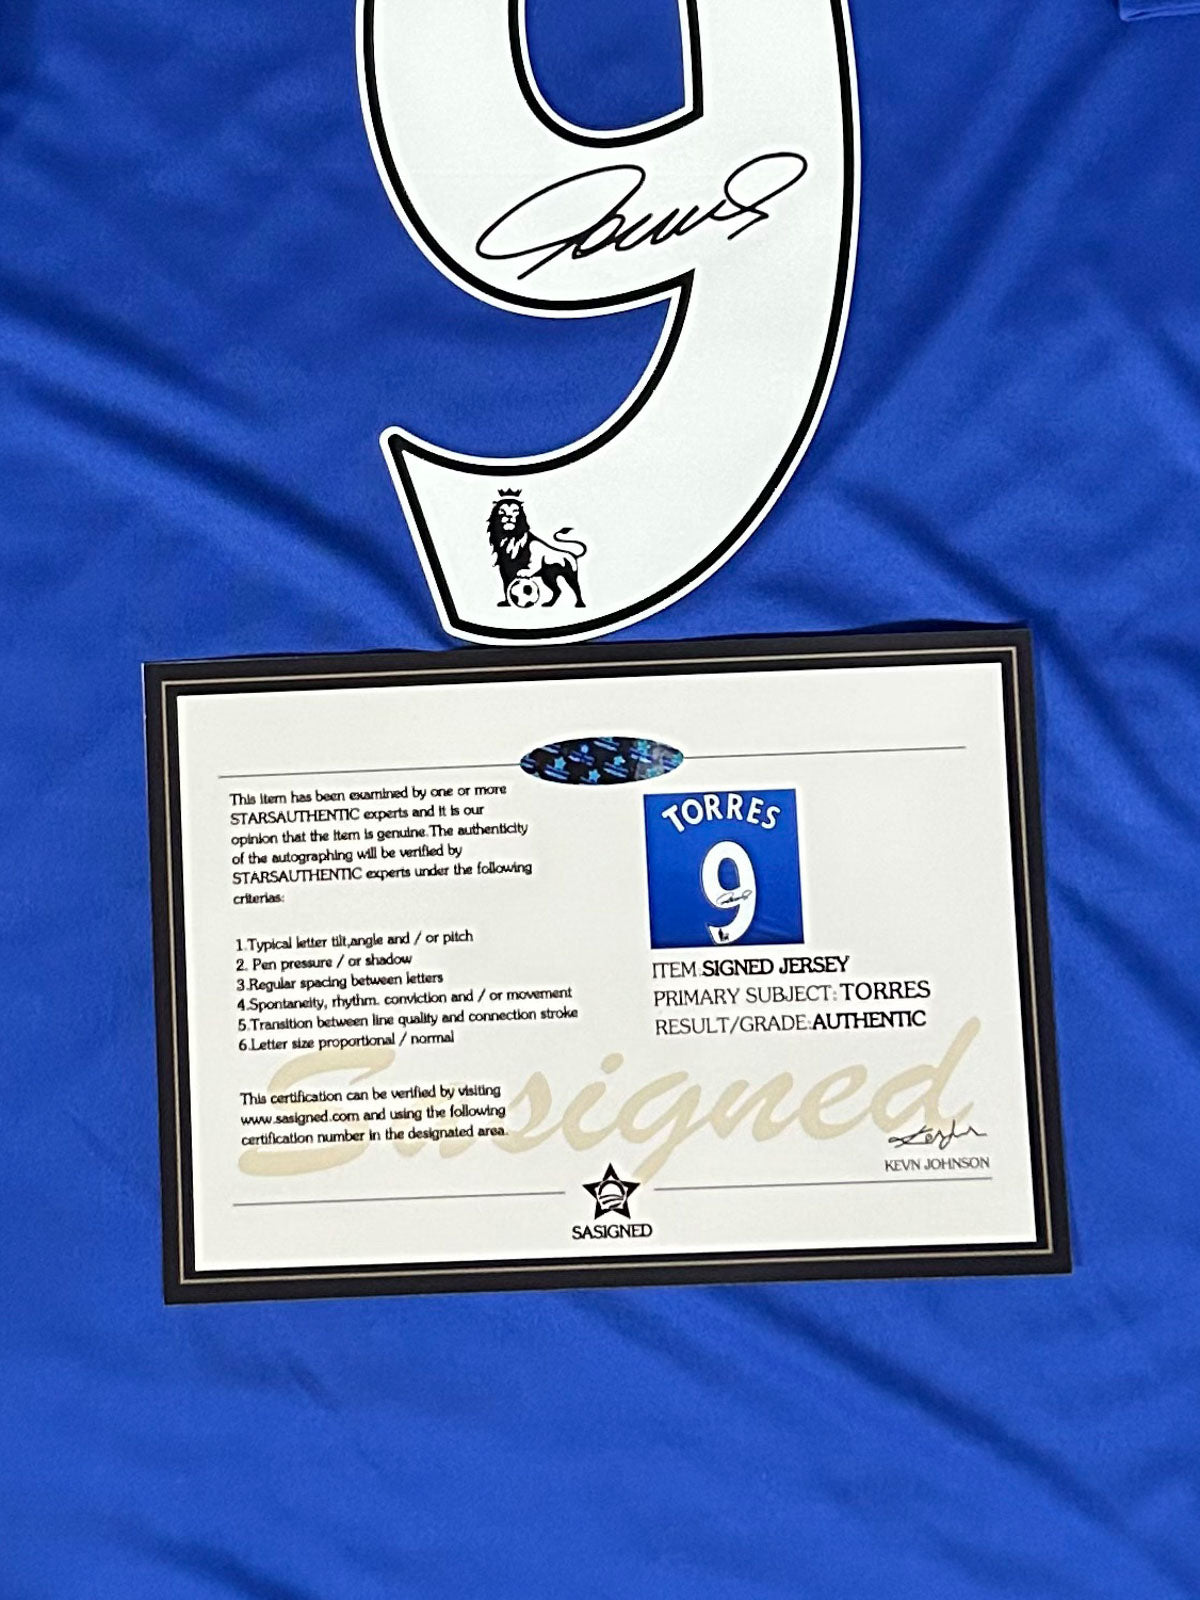 9
This item has been examined by one or more
STARSAUTHENTIC experts and it is our
opinion that the item is genuine.The authenticity
of the autographing will be verified by
STARSAUTHENTIC experts under the following
criterias:
1.Typical letter tilt,angle and / or pitch
2. Pen pressure / or shadow
3.Regular spacing between letters
4.Spontaneity, rhythm. conviction and / or movement
5.Transition between line quality and connection stroke
6.Letter size proportional / normal
This certification can be verified by visiting
www.sasigned.com and using the following
certification number in the designated area.
TORRES
9
ITEM:SIGNED JERSEY
PRIMARY SUBJECT:TORRES
RESULT/GRADE:AUTHENTIC
Sasigned
KEVN JOHNSON
SASIGNED